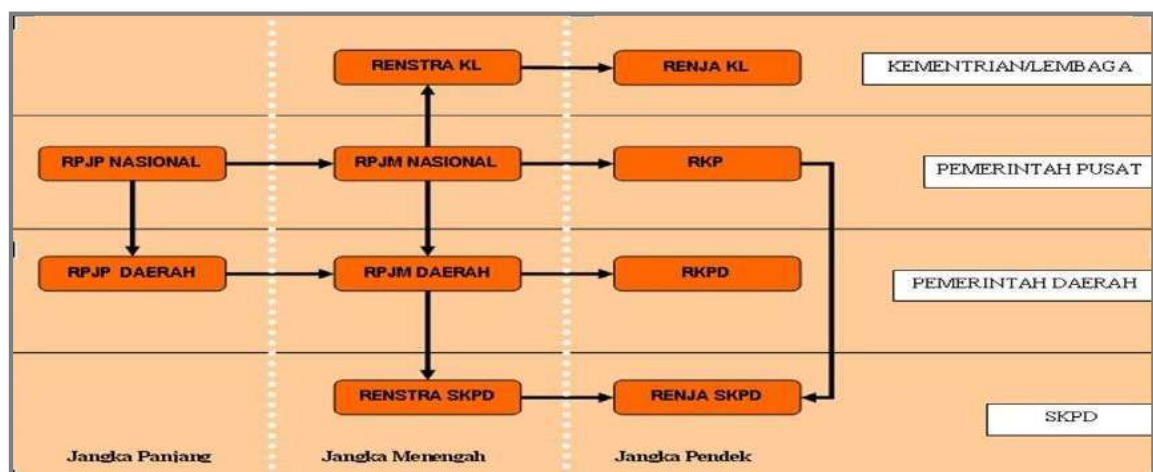 RENSTRA KL
RENJA KL
KEMENTRIAN/LEMBAGA
RPJP NASIONAL
RPJM NASIONAL
RKP
PEMERINTAH PUSAT
RPJP DAERAH
RPJM DAERAH
RKPD
PEMERINTAH DAERAH
RENSTRA SKPD
RENJA SKPD
SKPD
Jangka Panjang
Jangka Menengah
Jangka Pendek